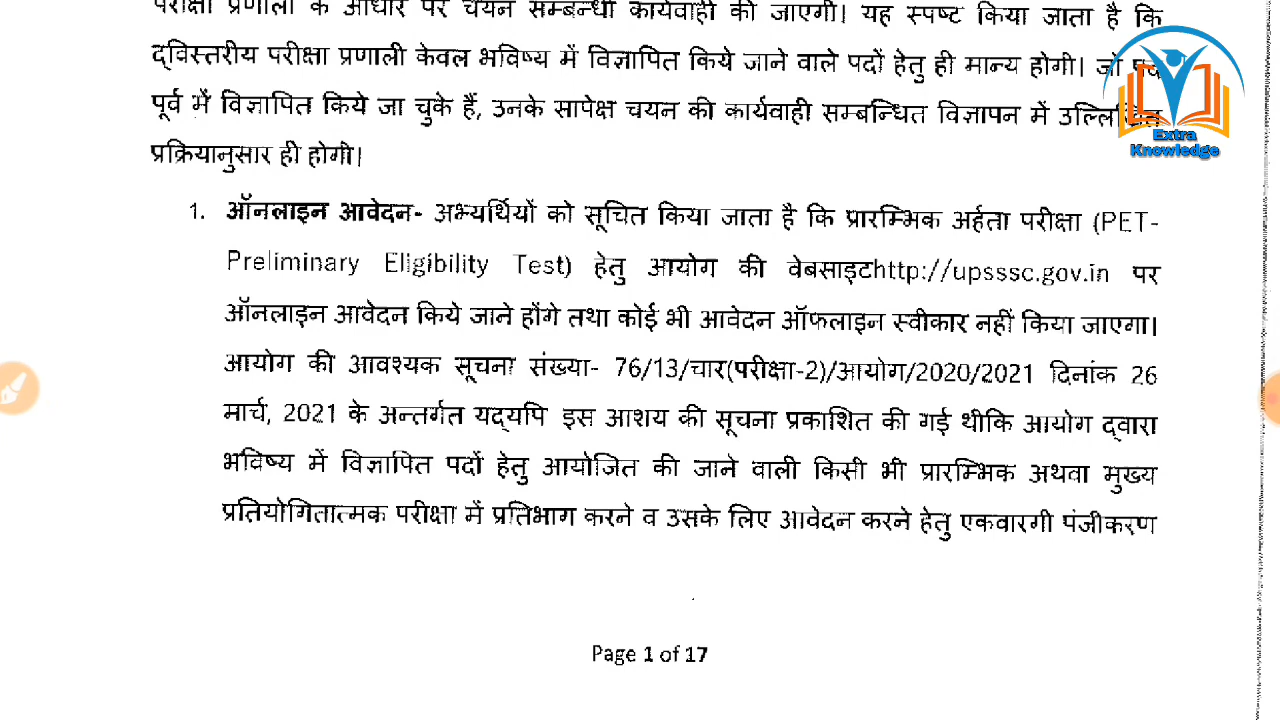 परीक्षा प्रणाली के आधार पर चयन सम्बन्धी कार्यवाही की जाएगी। यह स्पष्ट किया जाता है कि
द्विस्तरीय परीक्षा प्रणाली केवल भविष्य में विज्ञापित किये जाने वाले पदों हेतु ही मान्य होगी। जो
पूर्व में विज्ञापित किये जा चुके हैं, उनके सापेक्ष चयन की कार्यवाही सम्बन्धित विज्ञापन में उल्लिखित
प्रक्रियानुसार ही होगी।
Extra
Knowledge
1. ऑनलाइन आवेदन- अभ्यर्थियों को सूचित किया जाता है कि प्रारम्भिक अर्हता परीक्षा (PET-
Preliminary Eligibility Test) हेतु आयोग की वेबसाइटhttp://upsssc.gov.in पर
ऑनलाइन आवेदन किये जाने होंगे तथा कोई भी आवेदन ऑफलाइन स्वीकार नहीं किया जाएगा।
आयोग की आवश्यक सूचना संख्या- 76/13/चार(परीक्षा-2)/आयोग/2020/2021 दिनांक 26
मार्च, 2021 के अन्तर्गत यद्यपि इस आशय की सूचना प्रकाशित की गई थीकि आयोग द्वारा
भविष्य में विज्ञापित पदों हेतु आयोजित की जाने वाली किसी भी प्रारम्भिक अथवा मुख्य
प्रतियोगितात्मक परीक्षा में प्रतिभाग करने व उसके लिए आवेदन करने हेतु एकवारगी पंजीकरण
Page 1 of 17